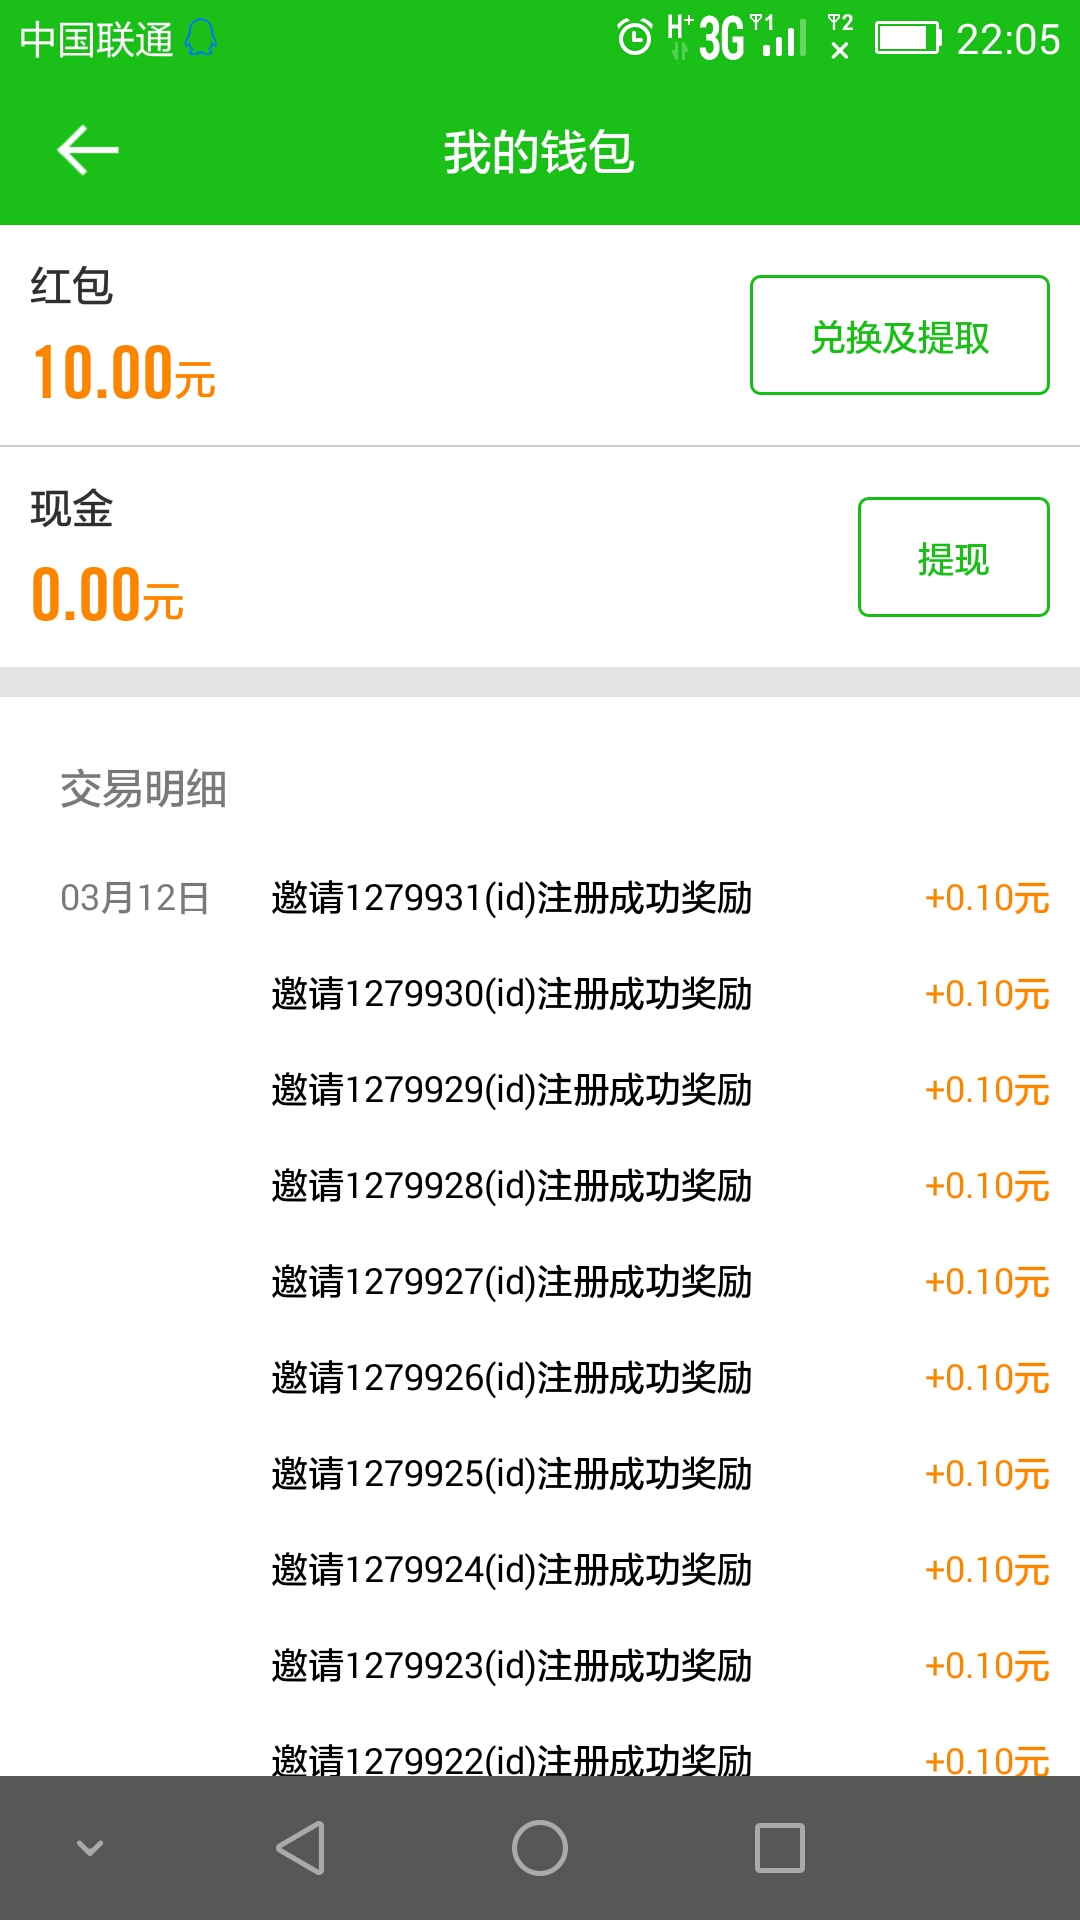 中国联通 H+ 3G 1 2 22:05
我的钱包
红包
10.00元
兑换及提取
现金
0.00元
提现
交易明细
03月12日 邀请1279931(id)注册成功奖励 +0.10元
邀请1279930(id)注册成功奖励 +0.10元
邀请1279929(id)注册成功奖励 +0.10元
邀请1279928(id)注册成功奖励 +0.10元
邀请1279927(id)注册成功奖励 +0.10元
邀请1279926(id)注册成功奖励 +0.10元
邀请1279925(id)注册成功奖励 +0.10元
邀请1279924(id)注册成功奖励 +0.10元
邀请1279923(id)注册成功奖励 +0.10元
邀请1279922(id)注册成功奖励 +0.10元